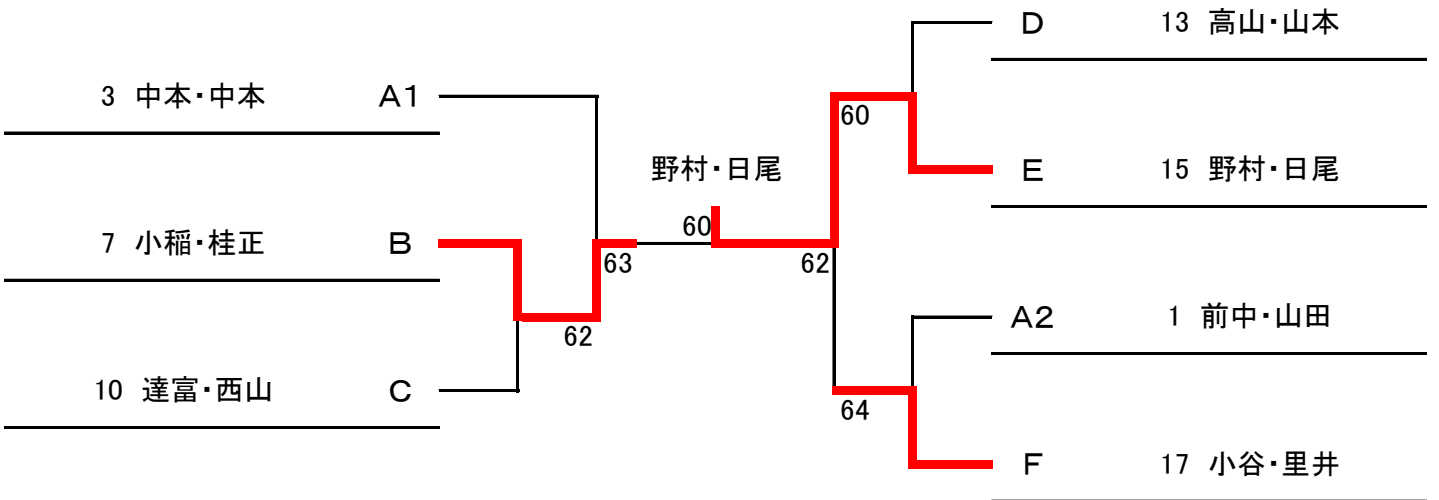 3 中本・中本 A1
7 小稲・桂正 B
10 達富・西山 C
63
62
野村・日尾
60
62
60
64
D 13 高山・山本
E 15 野村・日尾
A2 1 前中・山田
F 17 小谷・里井